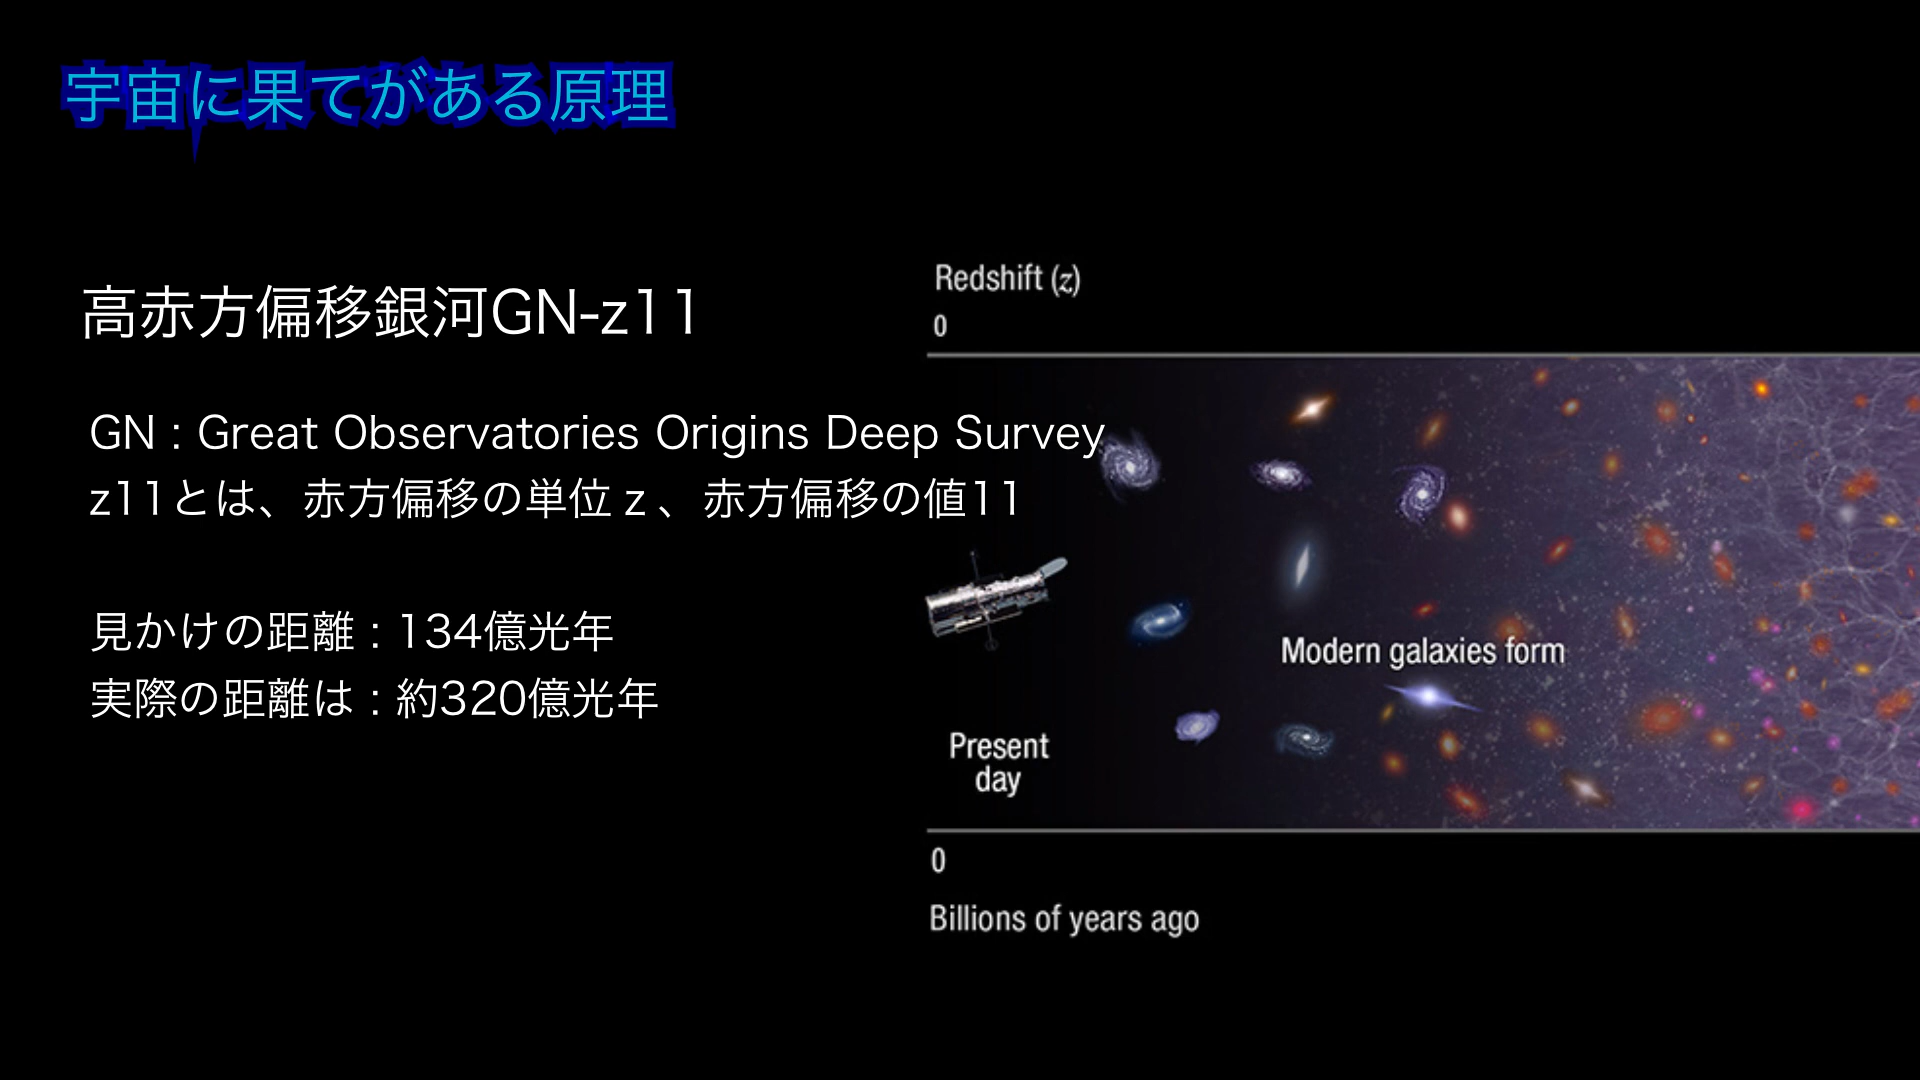 宇宙に果てがある原理
高赤方偏移銀河GN-z11
GN : Great Observatories Origins Deep Survey
z11とは、赤方偏移の単位 z 、赤方偏移の値11
見かけの距離 : 134億光年
実際の距離は : 約320億光年
Redshift (z)
0
Modern galaxies form
Present
day
0
Billions of years ago